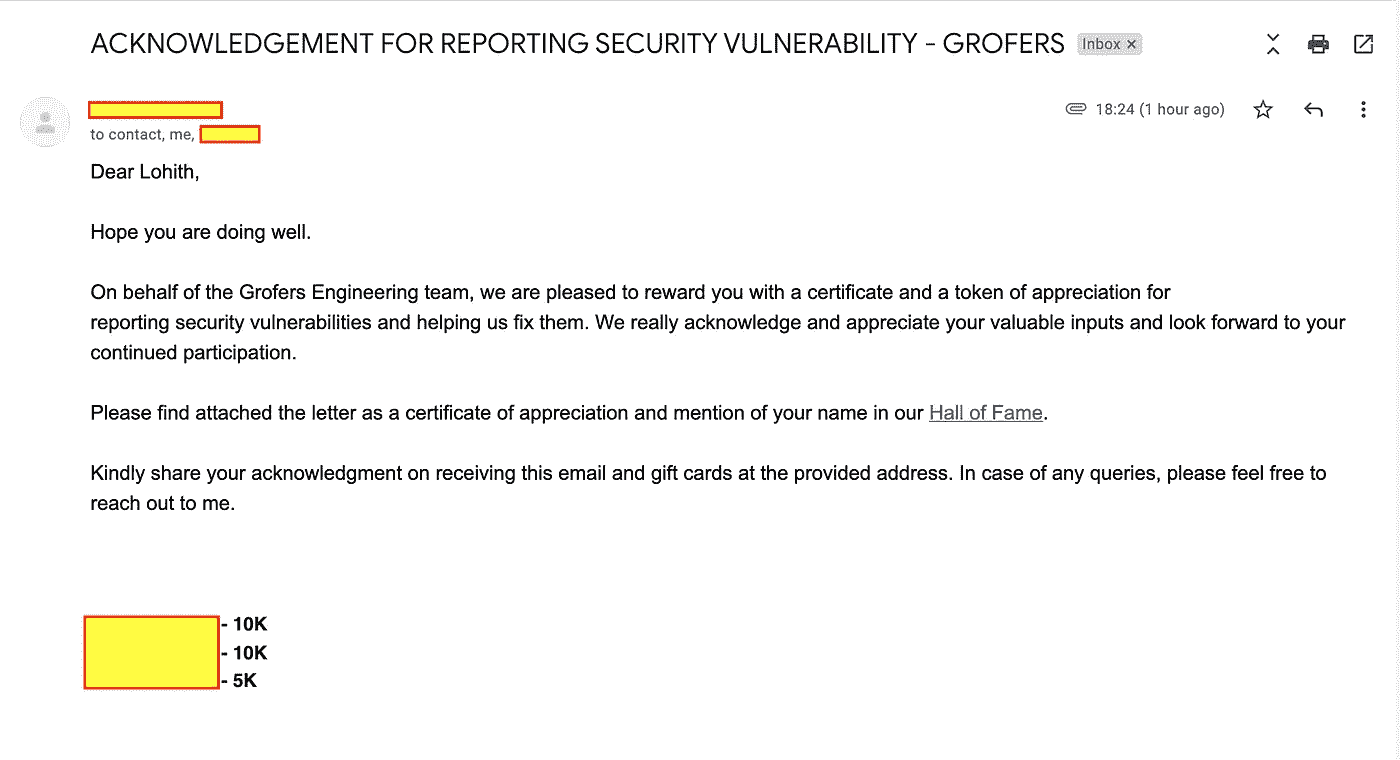 ACKNOWLEDGEMENT FOR REPORTING SECURITY VULNERABILITY - GROFERS Inbox ×
18:24 (1 hour ago)
to contact, me,
Dear Lohith,
Hope you are doing well.
On behalf of the Grofers Engineering team, we are pleased to reward you with a certificate and a token of appreciation for
reporting security vulnerabilities and helping us fix them. We really acknowledge and appreciate your valuable inputs and look forward to your
continued participation.
Please find attached the letter as a certificate of appreciation and mention of your name in our Hall of Fame.
Kindly share your acknowledgment on receiving this email and gift cards at the provided address. In case of any queries, please feel free to
reach out to me.
- 10K
- 10K
- 5K